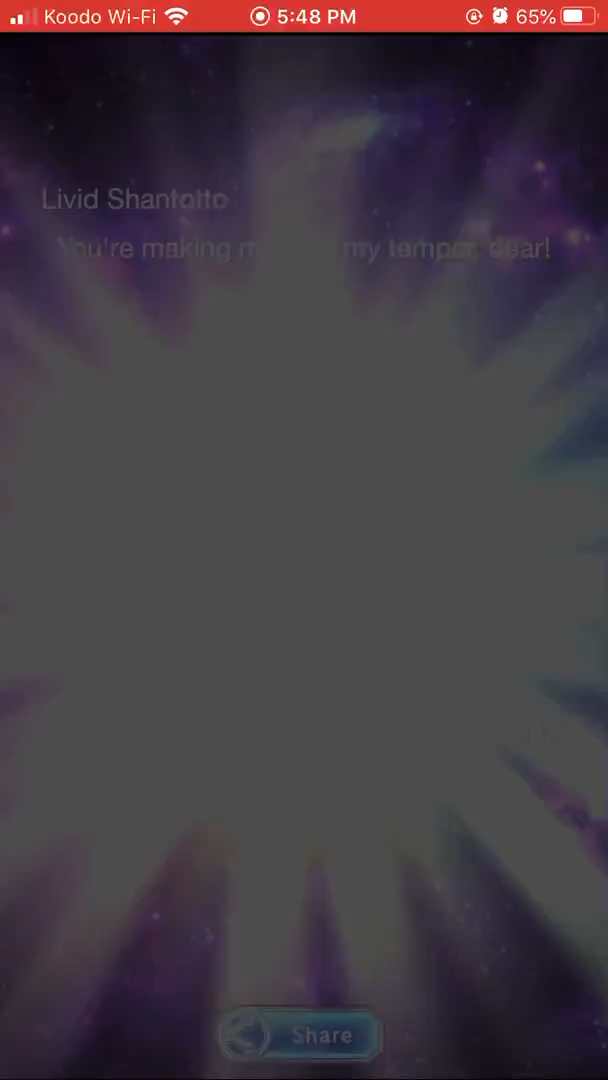 Koodo Wi-Fi 5:48 PM 65%
Livid Shantotto
You're making my temper, dear!
Share